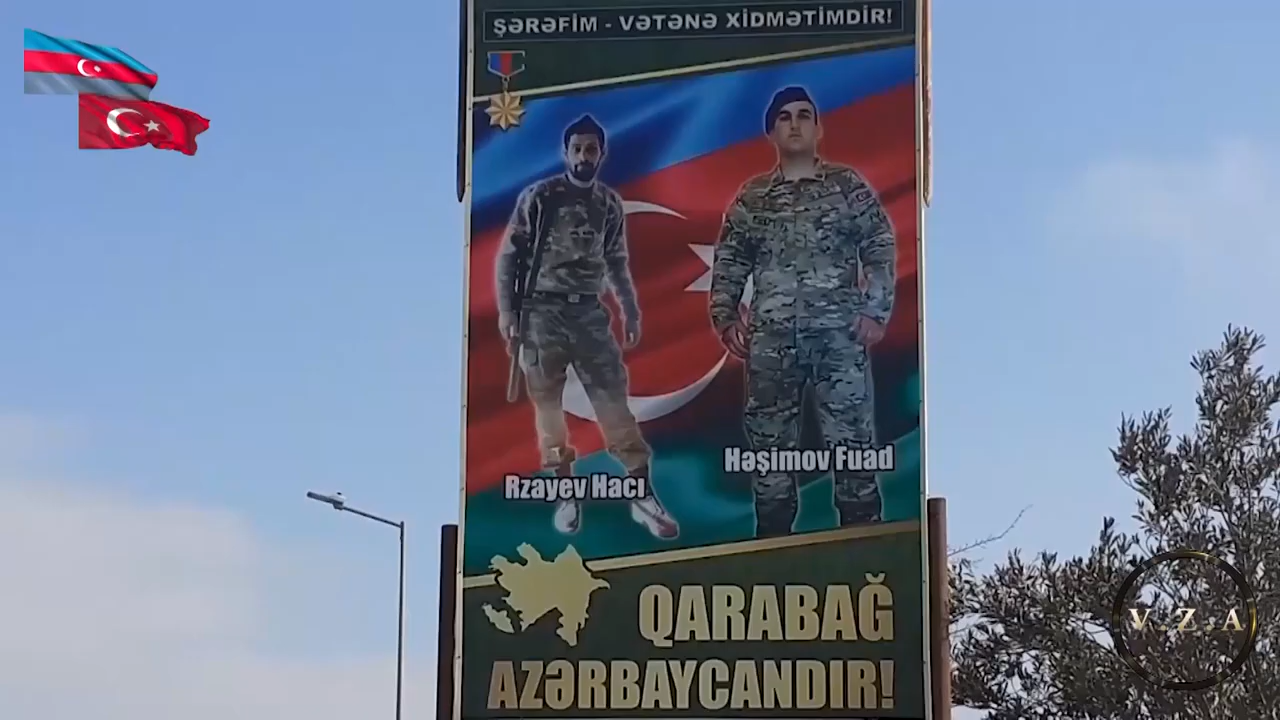 ŞƏRƏFİM - VƏTƏNƏ XİDMƏTİMDİR!
Rzayev Hacı
Həşimov Fuad
QARABAĞ
AZƏRBAYCANDIR!
V.Z.A